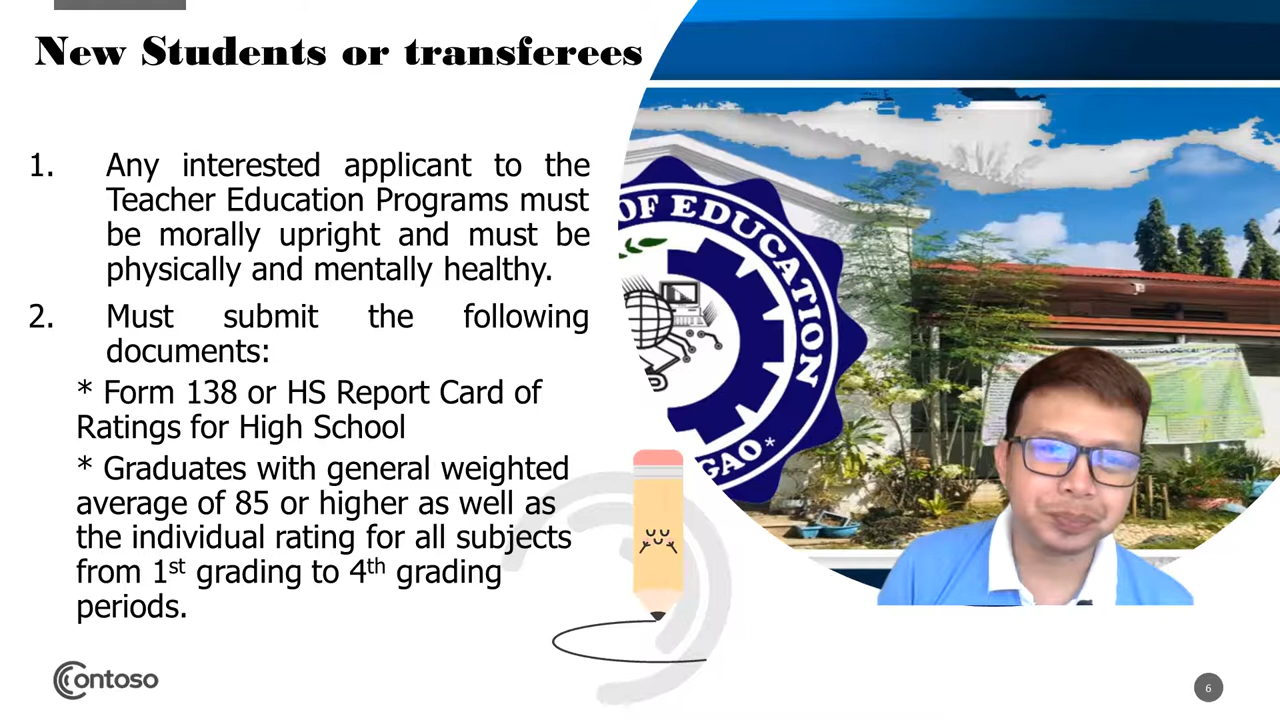 New Students or transferees
1. Any interested applicant to the
Teacher Education Programs must
be morally upright and must be
physically and mentally healthy.
2. Must submit the following
documents:
* Form 138 or HS Report Card of
Ratings for High School
* Graduates with general weighted
average of 85 or higher as well as
the individual rating for all subjects
from 1st grading to 4th grading
periods.
OF EDUCATION
GAO *
Contoso
6